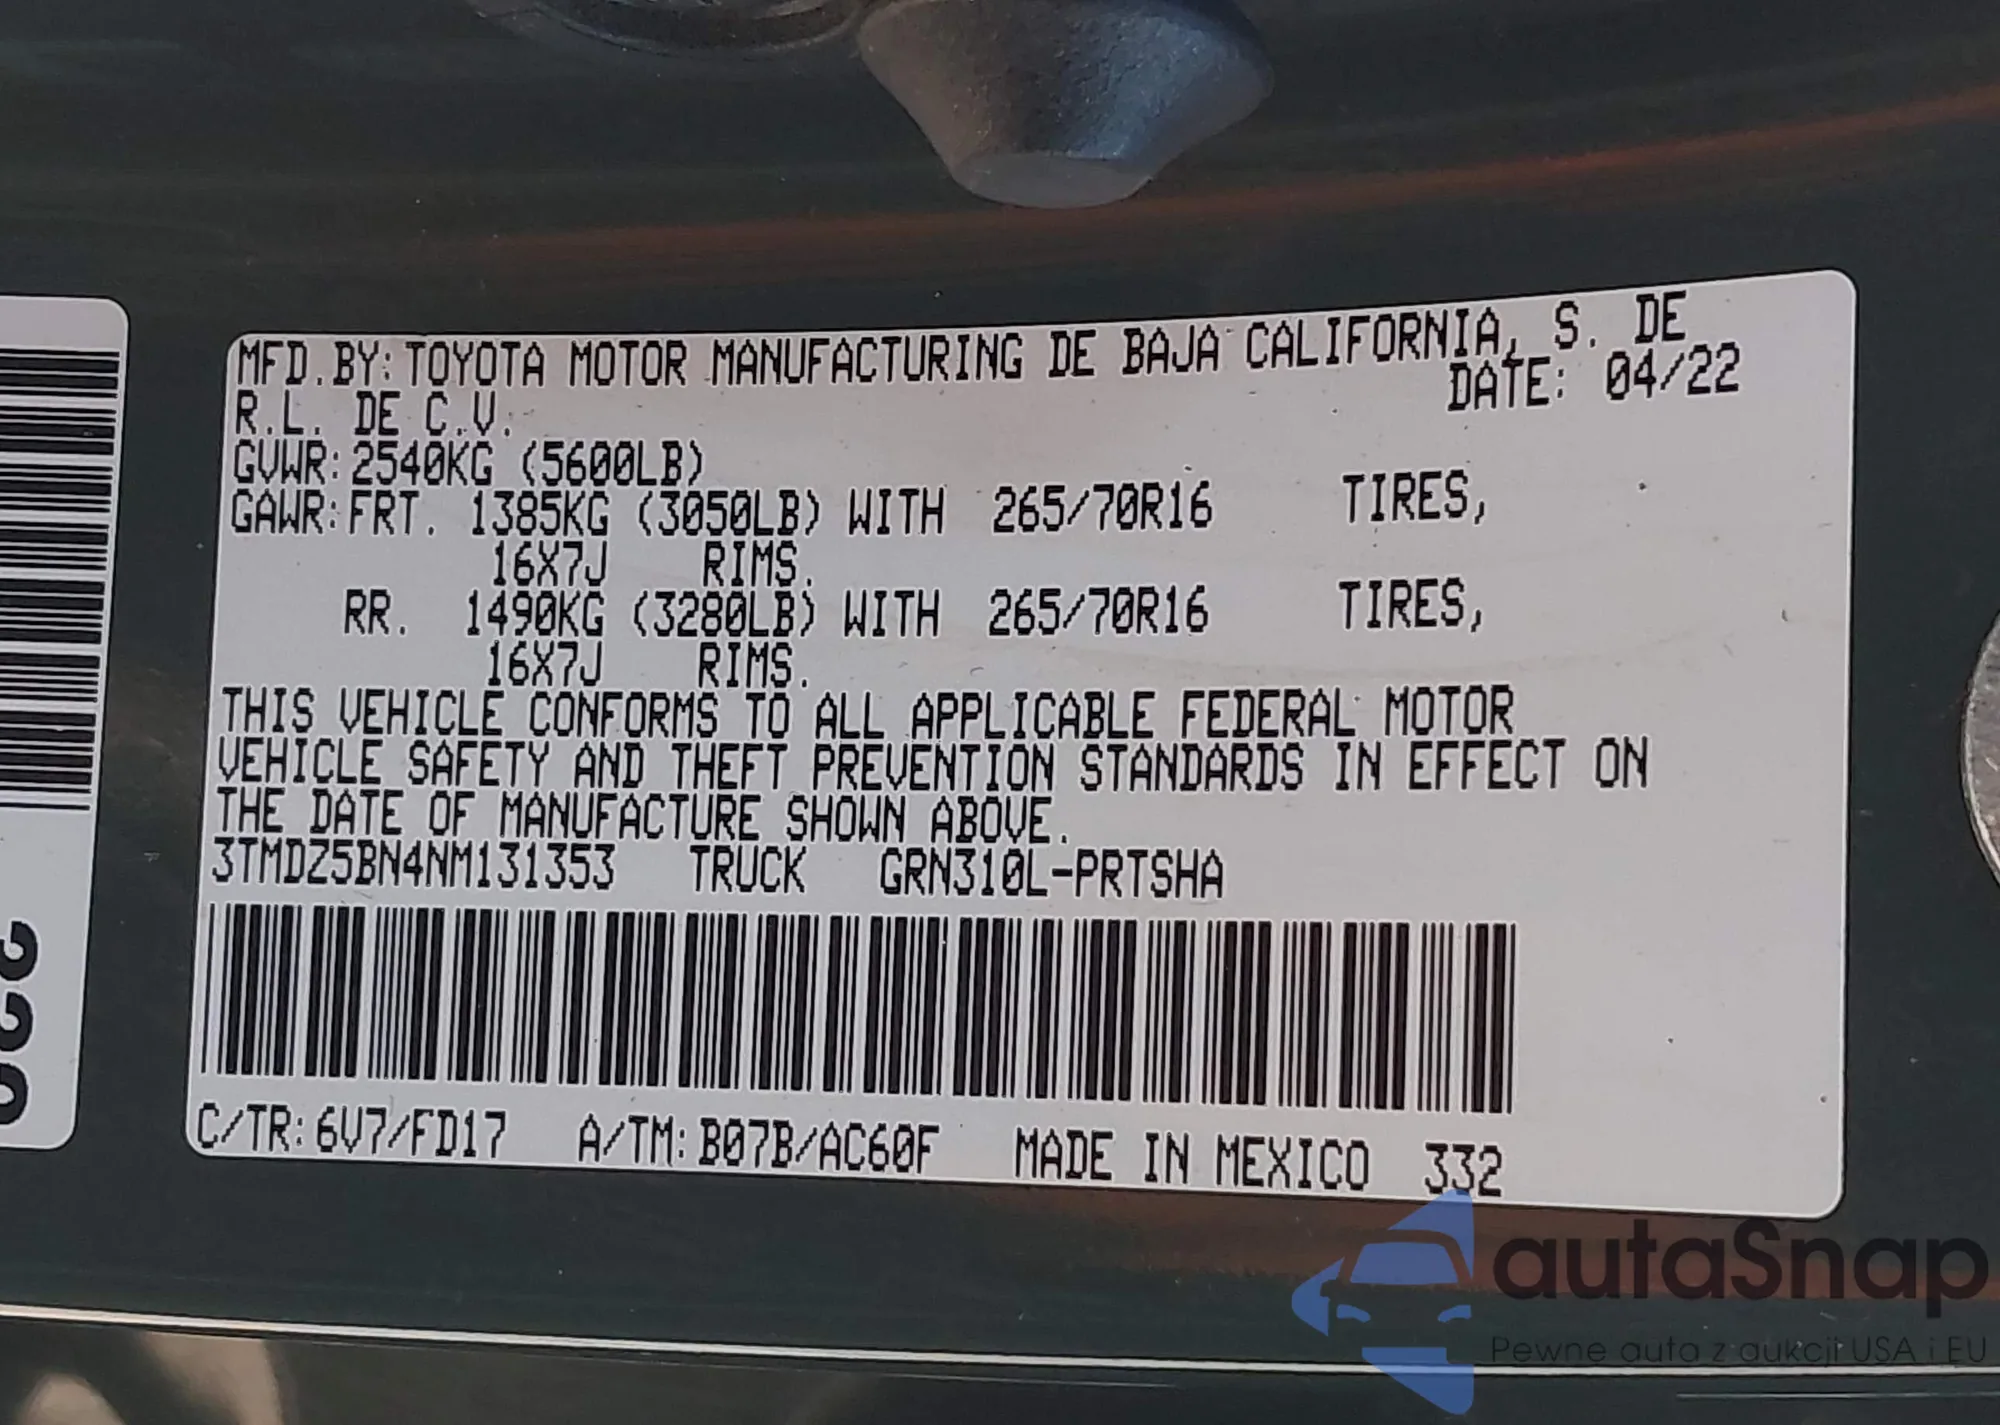 MFD.BY: TOYOTA MOTOR MANUFACTURING DE BAJA CALIFORNIA, S. DE
R.L. DE C.V. DATE: 04/22
GVWR: 2540KG (5600LB)
GAWR: FRT. 1385KG (3050LB) WITH 265/70R16 TIRES,
16X7J RIMS.
RR. 1490KG (3280LB) WITH 265/70R16 TIRES,
16X7J RIMS.
THIS VEHICLE CONFORMS TO ALL APPLICABLE FEDERAL MOTOR
VEHICLE SAFETY AND THEFT PREVENTION STANDARDS IN EFFECT ON
THE DATE OF MANUFACTURE SHOWN ABOVE.
3TMDZ5BN4NM131353 TRUCK GRN310L-PRTSHA
C/TR: 6V7/FD17 A/TM: B07B/AC60F MADE IN MEXICO 332
autaSnap
Pewne auta z aukcji USA i EU